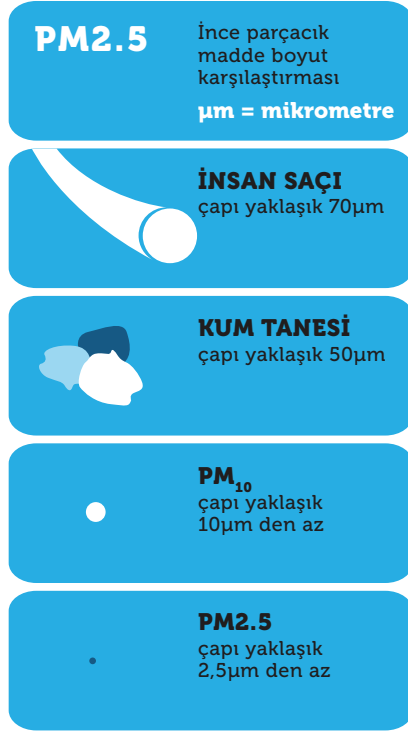 PM2.5
İnce parçacık
madde boyut
karşılaştırması
µm = mikrometre
İNSAN SAÇI
çapı yaklaşık 70µm
KUM TANESİ
çapı yaklaşık 50µm
PM10
çapı yaklaşık
10µm den az
PM2.5
çapı yaklaşık
2,5µm den az